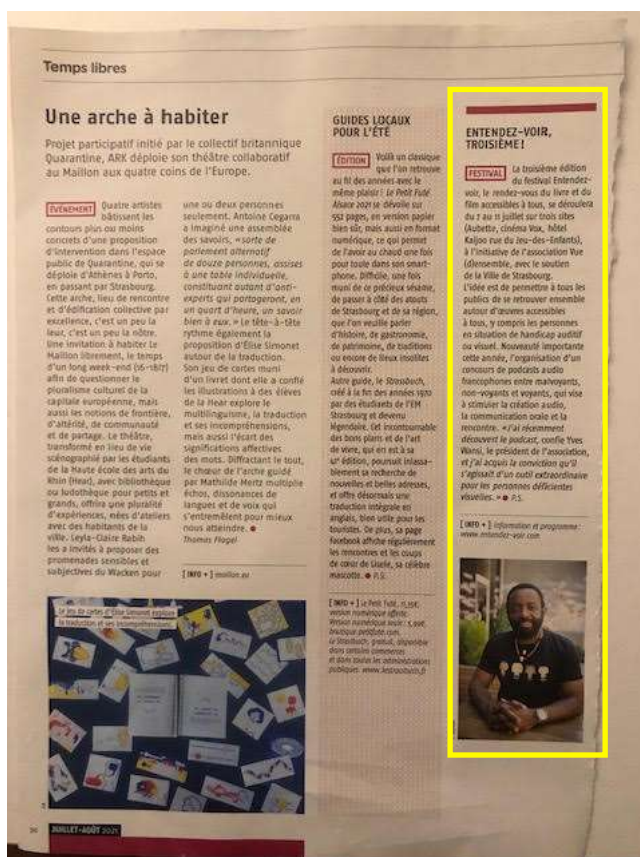 Temps libres
Une arche à habiter
Projet participatif initié par le collectif britannique
Quarantine, ARK déploie son théâtre collaboratif
au Maillon aux quatre coins de l'Europe.
ÉVÉNEMENT Quatre artistes
bâtissent les
contours plus ou moins
concrets d'une proposition
d'intervention dans l'espace
public de Quarantine, qui se
déploie d'Athènes à Porto,
en passant par Strasbourg.
Cette arche, lieu de rencontre
et d'édification collective par
excellence, c'est un peu la
leur, c'est un peu la nôtre.
Une invitation à habiter Le
Maillon librement, le temps
d'un long week-end (16-18/7)
afin de questionner le
pluralisme culturel de la
capitale européenne, mais
aussi les notions de frontière,
d'altérité, de communauté
et de partage. Le théâtre,
transformé en lieu de vie
scénographié par les étudiants
de la Haute école des arts du
Rhin (Hear), avec bibliothèque
ou ludothèque pour petits et
grands, offrira une pluralité
d'expériences, mées d'ateliers
avec des habitants de la
ville. Leyla-Claire Rabih
les a invités à proposer des
promenades sensibles et
subjectives du Wacken pour
une ou deux personnes
seulement. Antoine Cegarra
a imaginé une assemblée
des savoirs, «sorte de
parlement alternatif
de douze personnes, assises
à une table individuelle,
constituant autant d'anti-
experts qui partageront, en
un quart d'heure, un savoir
bien à eux. » Le tête-à-tête
rythme également la
proposition d'Élise Simonet
autour de la traduction.
Son jeu de cartes muni
d'un livret dont elle a confié
les illustrations à des élèves
de la Hear explore le
multilinguisme, la traduction
et ses incompréhensions,
mais aussi l'écart des
significations affectives
des mots. Diffractant le tout,
le chœur de l'arche guidé
par Mathilde Mertz multiplie
échos, dissonances de
langues et de voix qui
s'entremêlent pour mieux
nous atteindre. ●
Thomas Flagel
[INFO + ] maillon.eu
Le jeu de cartes d'Élise Simonet explore
la traduction et ses incompréhensions.
GUIDES LOCAUX
POUR L'ÉTÉ
ÉDITION Voilà un classique
que l'on retrouve
au fil des années avec le
même plaisir : Le Petit Futé
Alsace 2021 se dévoile sur
552 pages, en version papier
bien sûr, mais aussi en format
numérique, ce qui permet
de l'avoir au chaud une fois
pour toute dans son smart-
phone. Difficile, une fois
muni de ce précieux sésame,
de passer à côté des atouts
de Strasbourg et de sa région,
que l'on veuille parler
d'histoire, de gastronomie,
de patrimoine, de traditions
ou encore de lieux insolites
à découvrir.
Autre guide, le Strasbuch,
créé à la fin des années 1970
par des étudiants de l'EM
Strasbourg et devenu
légendaire. Cet incontournable
des bons plans et de l'art
de vivre, qui en est à sa
édition, poursuit inlassa-
blement sa recherche de
nouvelles et belles adresses,
et offre désormais une
traduction intégrale en
anglais, bien utile pour les
touristes. De plus, sa page
Facebook affiche régulièrement
les rencontres et les coups
de cœur de Gisele, sa célèbre
mascotte. ● P.S.
[INFO + ] Le Petit Futé,
Version numérique offerte.
Version numérique seule :
boutique.petitfute.com.
Le Strasbuch, gratuit, disponible
dans certains commerces
et dans toutes les administrations
publiques. www.lestrasbuch.fr
ENTENDEZ-VOIR,
TROISIÈME !
FESTIVAL La troisième édition
du festival Entendez-
voir, le rendez-vous du livre et du
film accessibles à tous, se déroulera
du 2 au 11 juillet sur trois sites
(Aubette, cinéma Vox, hôtel
Kaijoo rue du Jeu-des-Enfants),
à l'initiative de l'association Vue
(d)ensemble, avec le soutien
de la Ville de Strasbourg.
L'idée est de permettre à tous les
publics de se retrouver ensemble
autour d'œuvres accessibles
à tous, y compris les personnes
en situation de handicap auditif
ou visuel. Nouveauté importante
cette année, l'organisation d'un
concours de podcasts audio
francophones entre malvoyants,
non-voyants et voyants, qui vise
à stimuler la création audio,
la communication orale et la
rencontre. «J'ai récemment
découvert le podcast, confie Yves
Wansi, le président de l'association,
et j'ai acquis la conviction qu'il
s'agissait d'un outil extraordinaire
pour les personnes déficientes
visuelles. » ● P.S.
[INFO + ] Information et programme :
www.entendez-voir.com
30 JUILLET-AOÛT 2021